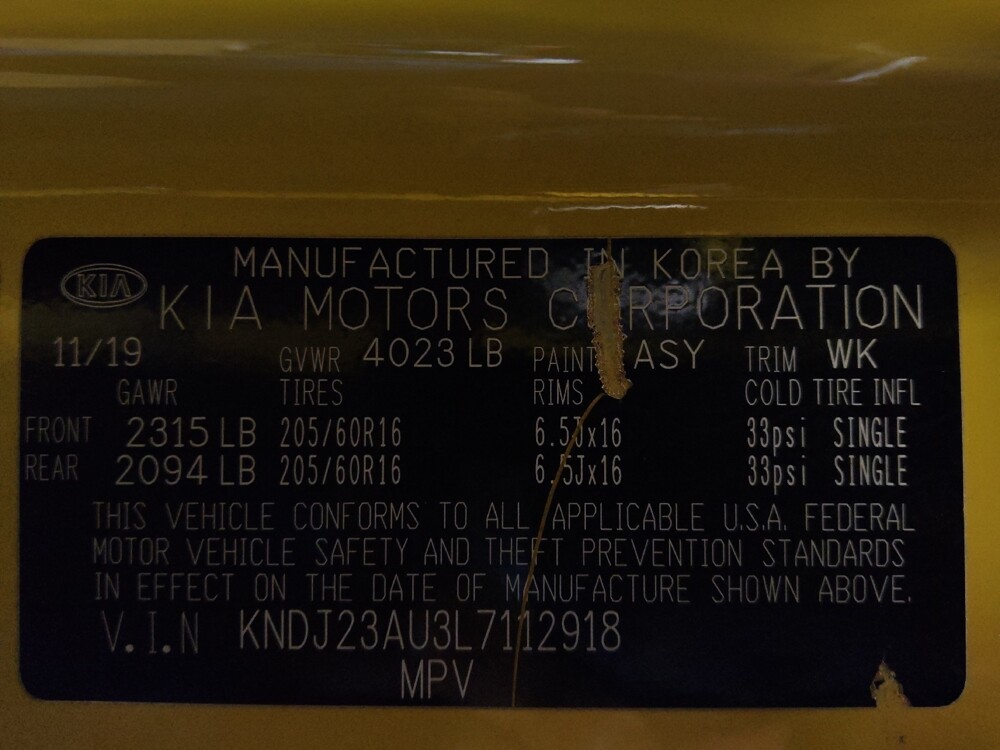 MANUFACTURED IN KOREA BY
KIA
KIA MOTORS CORPORATION
11/19 GVWR 4023 LB PAINT ASY TRIM WK
GAWR TIRES RIMS COLD TIRE INFL
FRONT 2315 LB 205/60R16 6.5Jx16 33psi SINGLE
REAR 2094 LB 205/60R16 6.5Jx16 33psi SINGLE
THIS VEHICLE CONFORMS TO ALL APPLICABLE U.S.A. FEDERAL
MOTOR VEHICLE SAFETY AND THEFT PREVENTION STANDARDS
IN EFFECT ON THE DATE OF MANUFACTURE SHOWN ABOVE.
V.I.N KNDJ23AU3L7112918
MPV